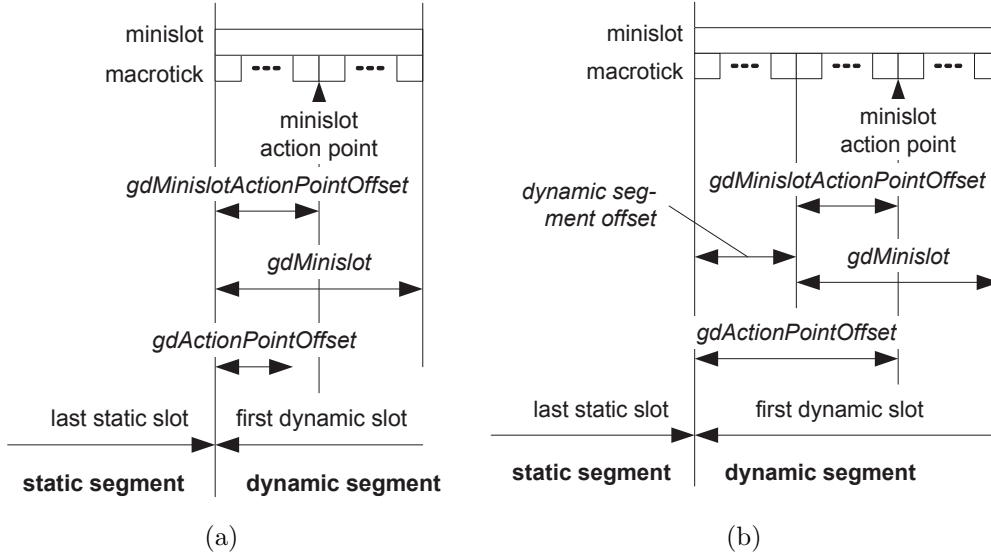 minislot
macrotick
minislot
action point
gdMinislotActionPointOffset
gdMinislot
gdActionPointOffset
last static slot
first dynamic slot
static segment
dynamic segment
(a)
minislot
macrotick
minislot
action point
gdMinislotActionPointOffset
dynamic seg-
ment offset
gdMinislot
gdActionPointOffset
last static slot
first dynamic slot
static segment
dynamic segment
(b)